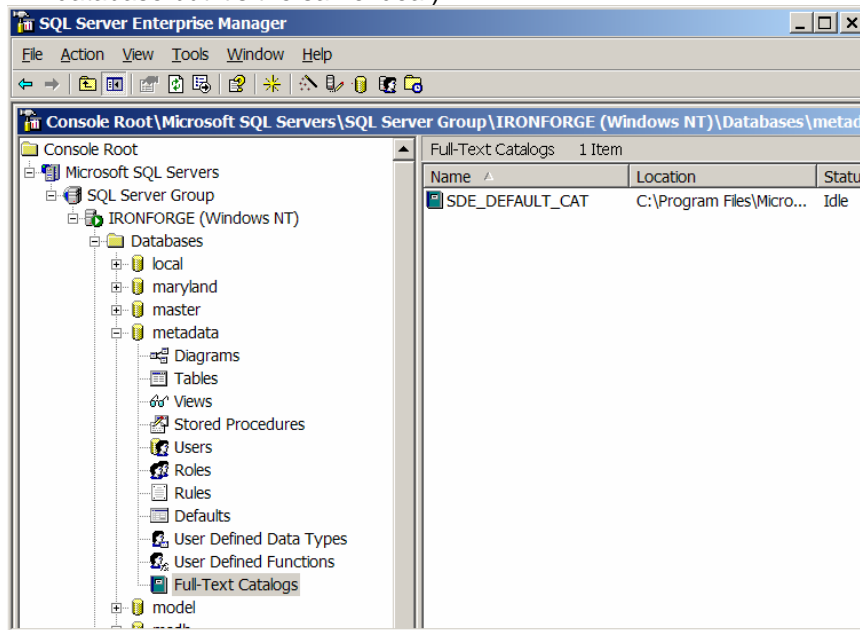 SQL Server Enterprise Manager
File Action View Tools Window Help
Console Root\Microsoft SQL Servers\SQL Server Group\IRONFORGE (Windows NT)\Databases\metad
Console Root
Microsoft SQL Servers
SQL Server Group
IRONFORGE (Windows NT)
Databases
local
maryland
master
metadata
Diagrams
Tables
Views
Stored Procedures
Users
Roles
Rules
Defaults
User Defined Data Types
User Defined Functions
Full-Text Catalogs
model
Full-Text Catalogs 1 Item
Name Location Statu
SDE_DEFAULT_CAT C:\Program Files\Micro... Idle